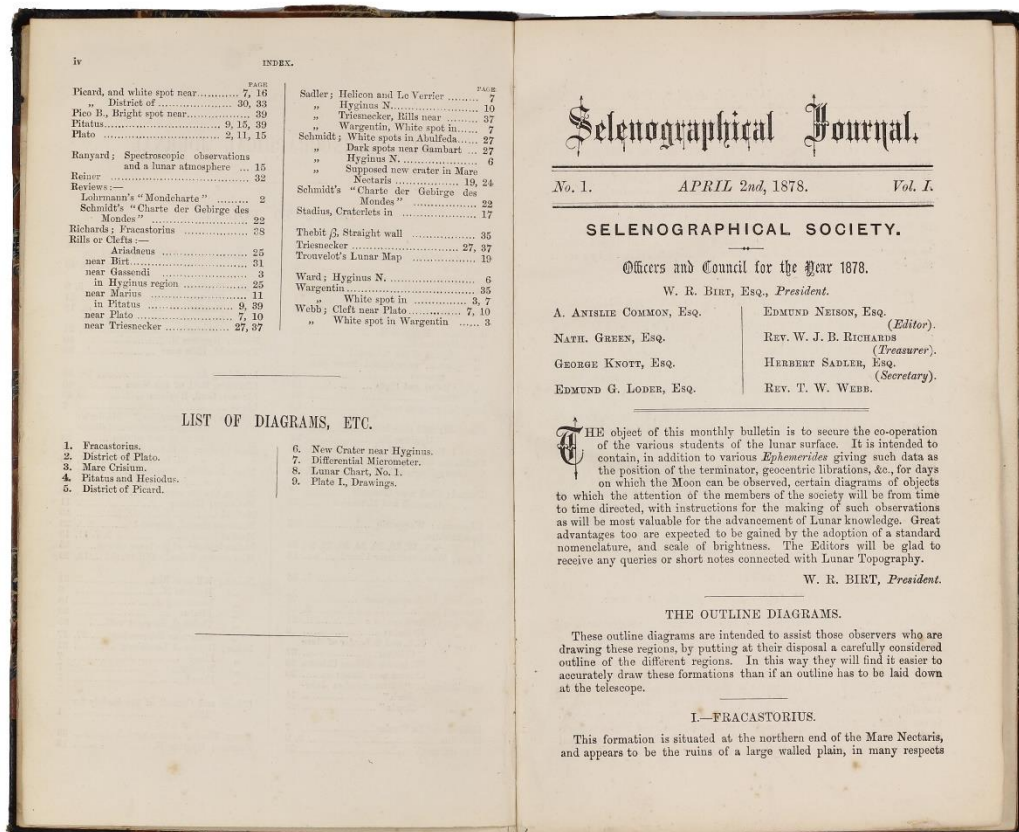 iv
INDEX.
PAGE
Picard, and white spot near............ 7, 16
„ District of ...................... 30, 33
Pico B., Bright spot near.................. 39
Pitatus................................... 9, 15, 39
Plato .................................. 2, 11, 15
Ranyard; Spectroscopic observations
and a lunar atmosphere ... 15
Reiner .................................... 32
Reviews:—
Lohrmann's "Mondcharte" ......... 2
Schmidt's "Charte der Gebirge des
Mondes" ........................... 22
Richards; Fracastorius .................. 38
Rills or Clefts:—
Ariadaeus ........................ 25
near Birt................................ 31
near Gassendi ..................... 3
in Hyginus region .................. 25
near Marius ........................ 11
in Pitatus ........................ 9, 39
near Plato ........................ 7, 10
near Triesnecker .................. 27, 37
PAGE
Sadler; Helicon and Le Verrier ......... 7
„ Hyginus N........................ 10
„ Triesnecker, Rills near ......... 37
„ Wargentin, White spot in...... 7
Schmidt; White spots in Abulfeda...... 27
„ Dark spots near Gambart ... 27
„ Hyginus N........................ 6
„ Supposed new crater in Mare
Nectaris .................. 19, 24
Schmidt's "Charte der Gebirge des
Mondes" ........................ 22
Stadius, Craterlets in ..................... 17
Thebit β, Straight wall .................. 35
Triesnecker ........................... 27, 37
Trouvelot's Lunar Map .................. 19
Ward; Hyginus N. ........................ 6
Wargentin................................... 35
„ White spot in ............... 3, 7
Webb; Cleft near Plato.................. 7, 10
„ White spot in Wargentin ...... 3
LIST OF DIAGRAMS, ETC.
1. Fracastorius.
2. District of Plato.
3. Mare Crisium.
4. Pitatus and Hesiodus.
5. District of Picard.
6. New Crater near Hyginus.
7. Differential Micrometer.
8. Lunar Chart, No. 1.
9. Plate I., Drawings.
Selenographical Journal.
No. 1. APRIL 2nd, 1878. Vol. I.
SELENOGRAPHICAL SOCIETY.
Officers and Council for the Year 1878.
W. R. BIRT, ESQ., President.
A. ANISLIE COMMON, ESQ.
NATH. GREEN, ESQ.
GEORGE KNOTT, ESQ.
EDMUND G. LODER, ESQ.
EDMUND NEISON, ESQ.
(Editor).
REV. W. J. B. RICHARDS
(Treasurer).
HERBERT SADLER, ESQ.
(Secretary).
REV. T. W. WEBB.
THE object of this monthly bulletin is to secure the co-operation
of the various students of the lunar surface. It is intended to
contain, in addition to various Ephemerides giving such data as
the position of the terminator, geocentric librations, &c., for days
on which the Moon can be observed, certain diagrams of objects
to which the attention of the members of the society will be from time
to time directed, with instructions for the making of such observations
as will be most valuable for the advancement of Lunar knowledge. Great
advantages too are expected to be gained by the adoption of a standard
nomenclature, and scale of brightness. The Editors will be glad to
receive any queries or short notes connected with Lunar Topography.
W. R. BIRT, President.
THE OUTLINE DIAGRAMS.
These outline diagrams are intended to assist those observers who are
drawing these regions, by putting at their disposal a carefully considered
outline of the different regions. In this way they will find it easier to
accurately draw these formations than if an outline has to be laid down
at the telescope.
I.—FRACASTORIUS.
This formation is situated at the northern end of the Mare Nectaris,
and appears to be the ruins of a large walled plain, in many respects